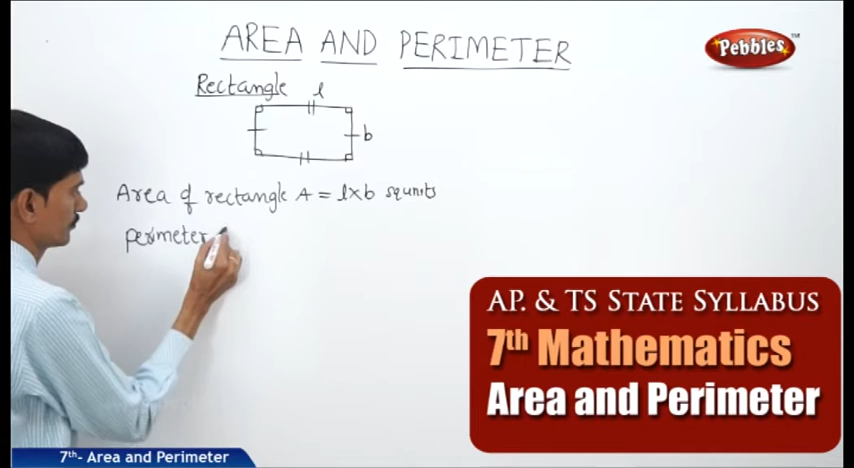 AREA AND PERIMETER
Pebbles™
Rectangle
l
b
Area of rectangle A = l×b squnits
perimeter
AP. & TS STATE SYLLABUS
7th Mathematics
Area and Perimeter
7th- Area and Perimeter